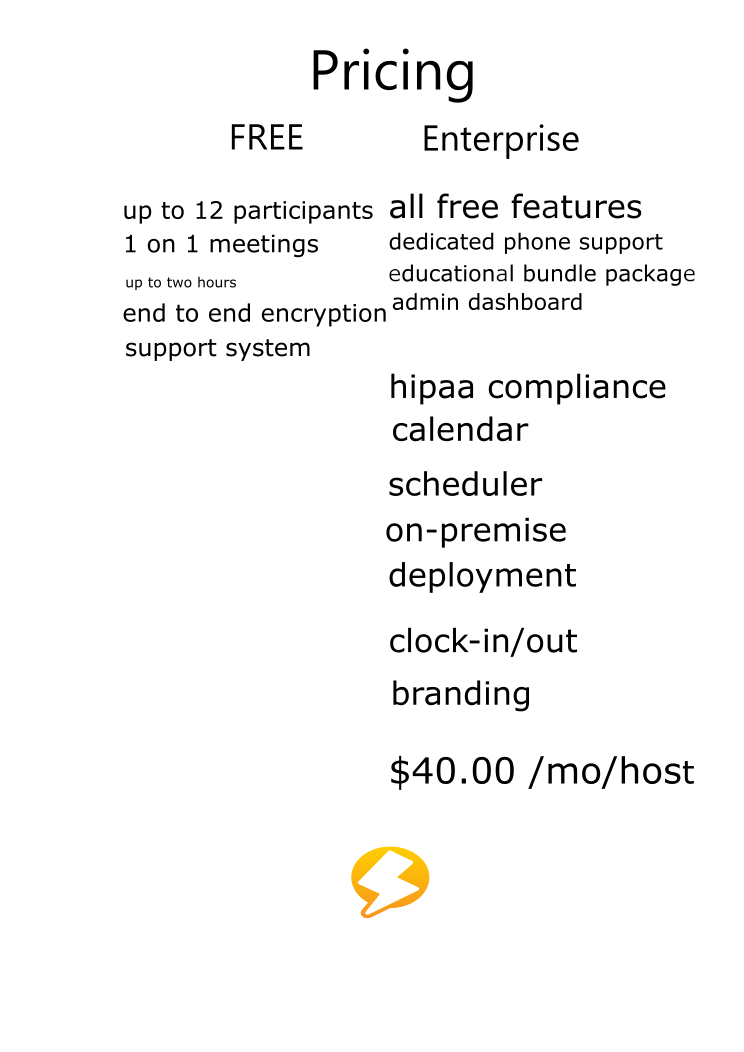 Pricing
FREE
up to 12 participants
1 on 1 meetings
up to two hours
end to end encryption
support system
Enterprise
all free features
dedicated phone support
educational bundle package
admin dashboard
hipaa compliance
calendar
scheduler
on-premise
deployment
clock-in/out
branding
$40.00 /mo/host